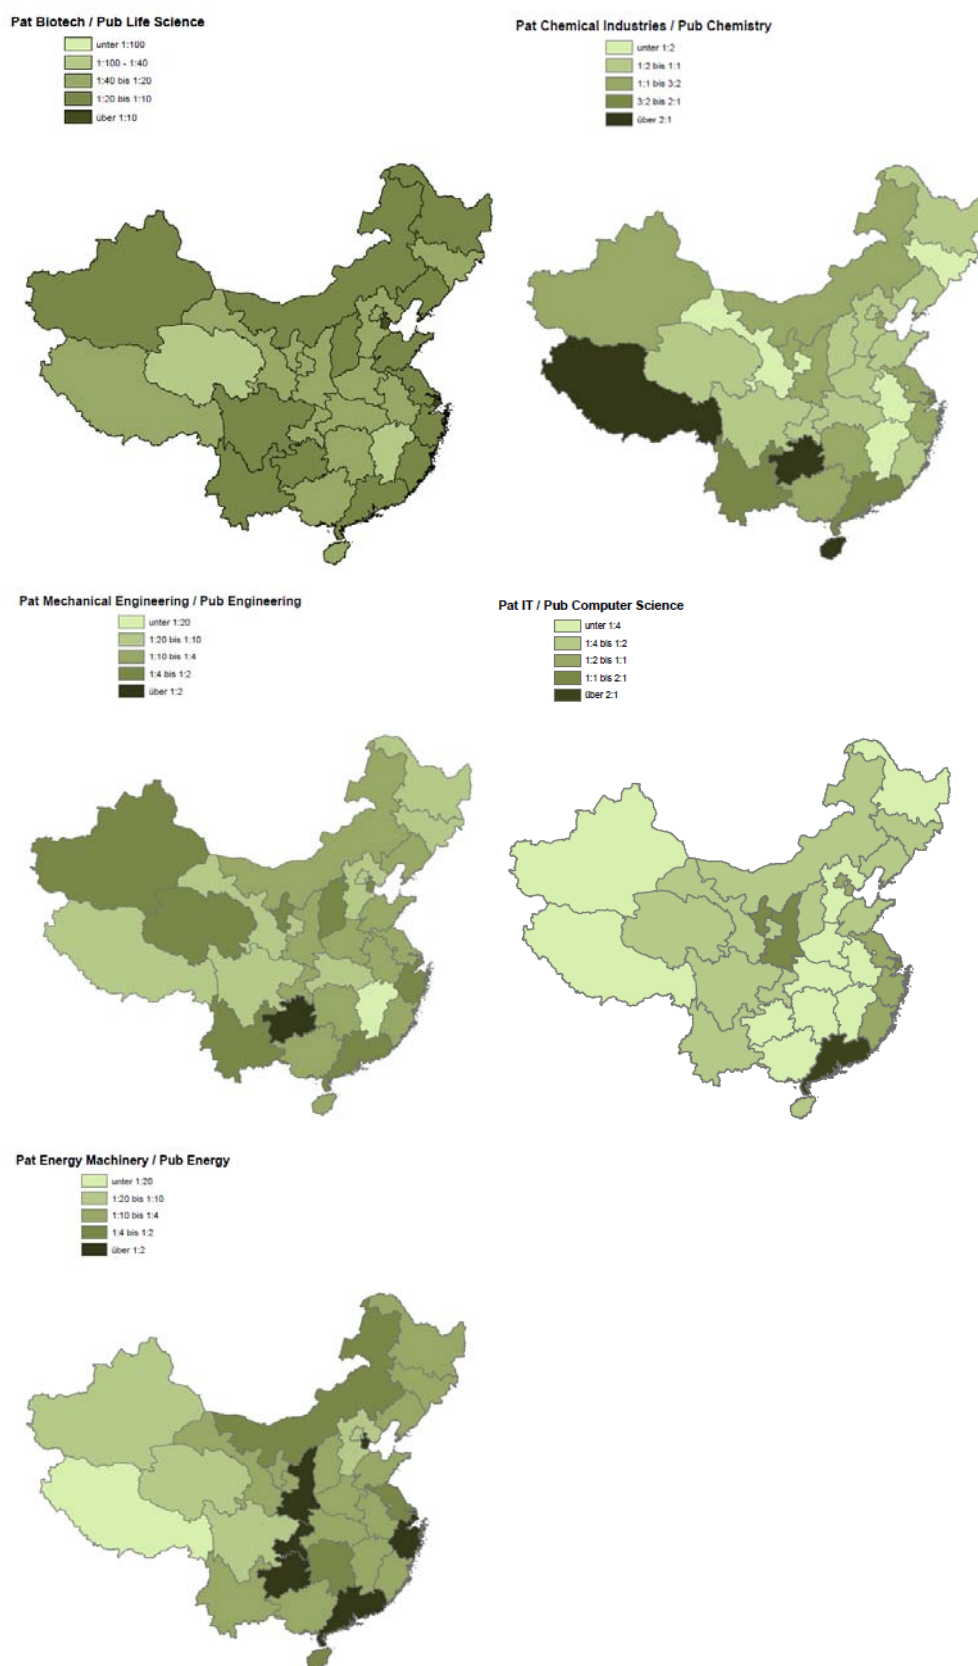 Pat Biotech / Pub Life Science
unter 1:100
1:100 - 1:40
1:40 bis 1:20
1:20 bis 1:10
über 1:10
Pat Chemical Industries / Pub Chemistry
unter 1:2
1:2 bis 1:1
1:1 bis 3:2
3:2 bis 2:1
über 2:1
Pat Mechanical Engineering / Pub Engineering
unter 1:20
1:20 bis 1:10
1:10 bis 1:4
1:4 bis 1:2
über 1:2
Pat IT / Pub Computer Science
unter 1:4
1:4 bis 1:2
1:2 bis 1:1
1:1 bis 2:1
über 2:1
Pat Energy Machinery / Pub Energy
unter 1:20
1:20 bis 1:10
1:10 bis 1:4
1:4 bis 1:2
über 1:2